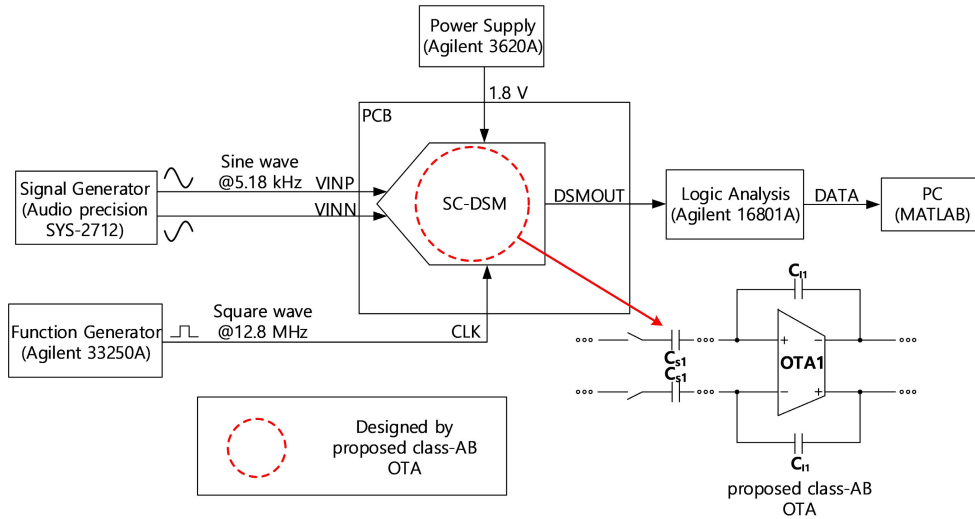 Power Supply
(Agilent 3620A)
1.8 V
PCB
Sine wave
@5.18 kHz
VINP
VINN
Signal Generator
(Audio precision
SYS-2712)
SC-DSM
DSMOUT
Logic Analysis
(Agilent 16801A)
DATA
PC
(MATLAB)
Function Generator
(Agilent 33250A)
Square wave
@12.8 MHz
CLK
CI1
Cs1
Cs1
+
−
OTA1
−
+
CI1
proposed class-AB
OTA
Designed by
proposed class-AB
OTA